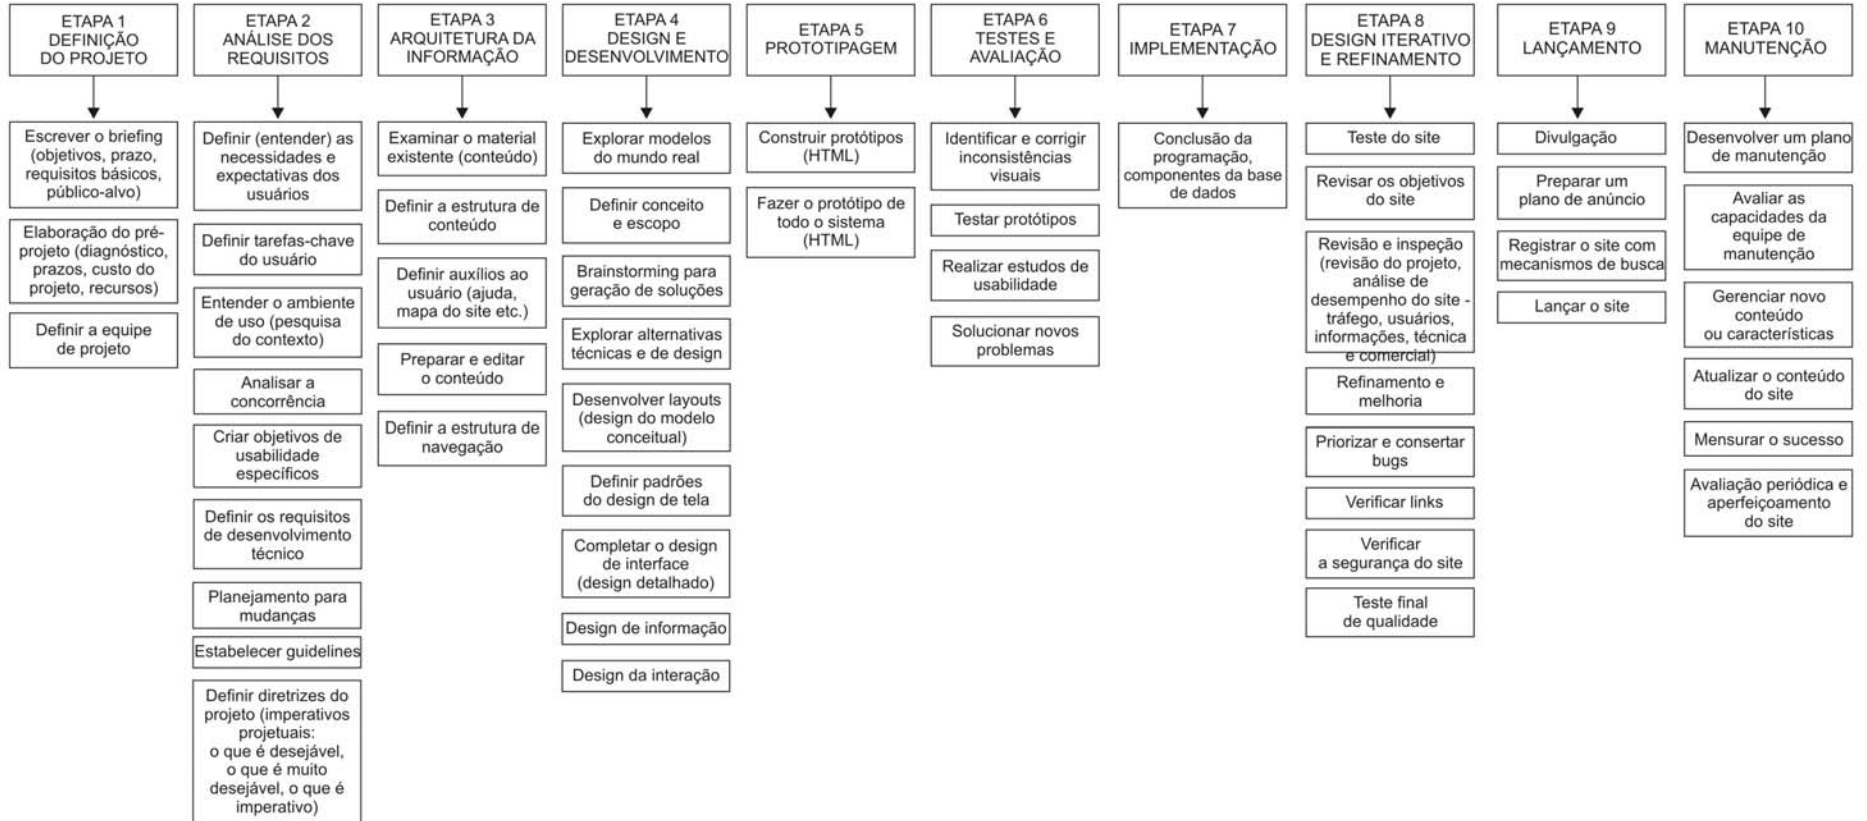 ETAPA 1
DEFINIÇÃO
DO PROJETO
Escrever o briefing
(objetivos, prazo,
requisitos básicos,
público-alvo)
Elaboração do pré-
projeto (diagnóstico,
prazos, custo do
projeto, recursos)
Definir a equipe
de projeto
ETAPA 2
ANÁLISE DOS
REQUISITOS
Definir (entender) as
necessidades e
expectativas dos
usuários
Definir tarefas-chave
do usuário
Entender o ambiente
de uso (pesquisa
do contexto)
Analisar a
concorrência
Criar objetivos de
usabilidade
específicos
Definir os requisitos
de desenvolvimento
técnico
Planejamento para
mudanças
Estabelecer guidelines
Definir diretrizes do
projeto (imperativos
projetuais:
o que é desejável,
o que é muito
desejável, o que é
imperativo)
ETAPA 3
ARQUITETURA DA
INFORMAÇÃO
Examinar o material
existente (conteúdo)
Definir a estrutura de
conteúdo
Definir auxílios ao
usuário (ajuda,
mapa do site etc.)
Preparar e editar
o conteúdo
Definir a estrutura de
navegação
ETAPA 4
DESIGN E
DESENVOLVIMENTO
Explorar modelos
do mundo real
Definir conceito
e escopo
Brainstorming para
geração de soluções
Explorar alternativas
técnicas e de design
Desenvolver layouts
(design do modelo
conceitual)
Definir padrões
do design de tela
Completar o design
de interface
(design detalhado)
Design de informação
Design da interação
ETAPA 5
PROTOTIPAGEM
Construir protótipos
(HTML)
Fazer o protótipo de
todo o sistema
(HTML)
ETAPA 6
TESTES E
AVALIAÇÃO
Identificar e corrigir
inconsistências
visuais
Testar protótipos
Realizar estudos de
usabilidade
Solucionar novos
problemas
ETAPA 7
IMPLEMENTAÇÃO
Conclusão da
programação,
componentes da base
de dados
ETAPA 8
DESIGN ITERATIVO
E REFINAMENTO
Teste do site
Revisar os objetivos
do site
Revisão e inspeção
(revisão do projeto,
análise de
desempenho do site -
tráfego, usuários,
informações, técnica
e comercial)
Refinamento e
melhoria
Priorizar e consertar
bugs
Verificar links
Verificar
a segurança do site
Teste final
de qualidade
ETAPA 9
LANÇAMENTO
Divulgação
Preparar um
plano de anúncio
Registrar o site com
mecanismos de busca
Lançar o site
ETAPA 10
MANUTENÇÃO
Desenvolver um plano
de manutenção
Avaliar as
capacidades da
equipe de
manutenção
Gerenciar novo
conteúdo
ou características
Atualizar o conteúdo
do site
Mensurar o sucesso
Avaliação periódica e
aperfeiçoamento
do site